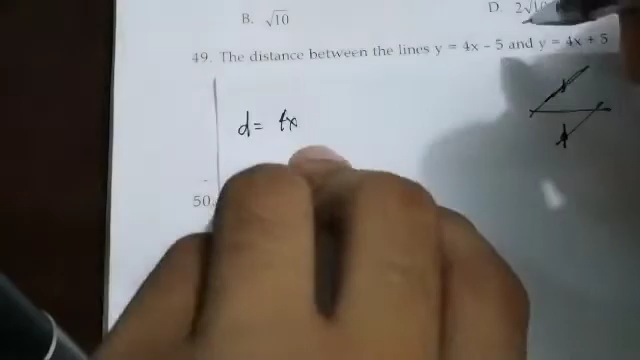 B. √10
D. 2√10
49. The distance between the lines y = 4x – 5 and y = 4x + 5
d = 4x
50.